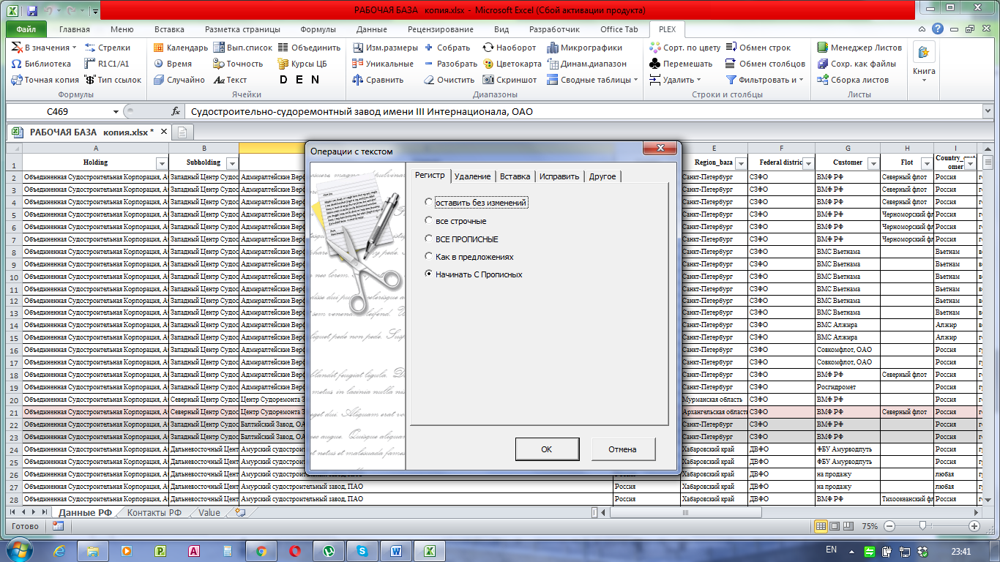 РАБОЧАЯ БАЗА   копия.xlsx - Microsoft Excel (Сбой активации продукта)
Файл Главная Меню Вставка Разметка страницы Формулы Данные Рецензирование Вид Разработчик Office Tab PLEX
В значения Стрелки Календарь Вып.список Объединить Изм.размеры Собрать Наоборот Микрографики Сорт. по цвету Обмен строк Менеджер Листов
Библиотека R1C1/A1 Время Точность Курсы ЦБ Уникальные Разобрать Цветокарта Динам.диапазон Перемешать Обмен столбцов Сохр. как файлы Книга
Точная копия Тип ссылок Случайно Текст D E N Сравнить Очистить Скриншот Сводные таблицы Удалить Фильтровать и Сборка листов
Формулы Ячейки Диапазоны Строки и столбцы Листы
C469 fx Судостроительно-судоремонтный завод имени III Интернационала, ОАО
РАБОЧАЯ БАЗА   копия.xlsx *
A B E F G H I
1 Holding Subholding Region_baza Federal distric Customer Flot Country_cust omer
2 Объединенная Судостроительная Корпорация, А Западный Центр Судос Адмиралтейские Верф Санкт-Петербург СЗФО ВМФ РФ Северный флот Россия
3 Объединенная Судостроительная Корпорация, А Западный Центр Судос Адмиралтейские Верф Санкт-Петербург СЗФО ВМФ РФ Северный флот Россия
4 Объединенная Судостроительная Корпорация, А Западный Центр Судос Адмиралтейские Верф Санкт-Петербург СЗФО ВМФ РФ Северный флот Россия
5 Объединенная Судостроительная Корпорация, А Западный Центр Судос Адмиралтейские Верф Санкт-Петербург СЗФО ВМФ РФ Черноморский фл Россия
6 Объединенная Судостроительная Корпорация, А Западный Центр Судос Адмиралтейские Верф Санкт-Петербург СЗФО ВМФ РФ Черноморский фл Россия
7 Объединенная Судостроительная Корпорация, А Западный Центр Судос Адмиралтейские Верф Санкт-Петербург СЗФО ВМФ РФ Черноморский фл Россия
8 Объединенная Судостроительная Корпорация, А Западный Центр Судос Адмиралтейские Верф Санкт-Петербург СЗФО ВМС Вьетнама Вьетнам
9 Объединенная Судостроительная Корпорация, А Западный Центр Судос Адмиралтейские Верф Санкт-Петербург СЗФО ВМС Вьетнама Вьетнам
10 Объединенная Судостроительная Корпорация, А Западный Центр Судос Адмиралтейские Верф Санкт-Петербург СЗФО ВМС Вьетнама Вьетнам
11 Объединенная Судостроительная Корпорация, А Западный Центр Судос Адмиралтейские Верф Санкт-Петербург СЗФО ВМС Вьетнама Вьетнам
12 Объединенная Судостроительная Корпорация, А Западный Центр Судос Адмиралтейские Верф Санкт-Петербург СЗФО ВМС Вьетнама Вьетнам
13 Объединенная Судостроительная Корпорация, А Западный Центр Судос Адмиралтейские Верф Санкт-Петербург СЗФО ВМС Вьетнама Вьетнам
14 Объединенная Судостроительная Корпорация, А Западный Центр Судос Адмиралтейские Верф Санкт-Петербург СЗФО ВМС Алжира Алжир
15 Объединенная Судостроительная Корпорация, А Западный Центр Судос Адмиралтейские Верф Санкт-Петербург СЗФО ВМС Алжира Алжир
16 Объединенная Судостроительная Корпорация, А Западный Центр Судос Адмиралтейские Верф Санкт-Петербург СЗФО Совкомфлот, ОАО Россия
17 Объединенная Судостроительная Корпорация, А Западный Центр Судос Адмиралтейские Верф Санкт-Петербург СЗФО Совкомфлот, ОАО Россия
18 Объединенная Судостроительная Корпорация, А Западный Центр Судос Адмиралтейские Верф Санкт-Петербург СЗФО ВМФ РФ Северный флот Россия
19 Объединенная Судостроительная Корпорация, А Западный Центр Судос Адмиралтейские Верф Санкт-Петербург СЗФО Росгидромет Россия
20 Объединенная Судостроительная Корпорация, А Северный Центр Судос Центр Судоремонта З Мурманская область СЗФО ВМФ РФ Россия
21 Объединенная Судостроительная Корпорация, А Северный Центр Судос Центр Судоремонта З Архангельская област СЗФО ВМФ РФ Северный флот Россия
22 Объединенная Судостроительная Корпорация, А Западный Центр Судос Балтийский Завод, ОА Санкт-Петербург СЗФО ВМФ РФ Россия
23 Объединенная Судостроительная Корпорация, А Западный Центр Судос Балтийский Завод, ОА Санкт-Петербург СЗФО ВМФ РФ Россия
24 Объединенная Судостроительная Корпорация, А Дальневосточный Цент Амурский судостроит Хабаровский край ДВФО ФБУ Амурводпуть Россия
25 Объединенная Судостроительная Корпорация, А Дальневосточный Цент Амурский судостроит Хабаровский край ДВФО ФБУ Амурводпуть Россия
26 Объединенная Судостроительная Корпорация, А Дальневосточный Цент Амурский судостроительный завод, ПАО Россия Хабаровский край ДВФО на продажу любая
27 Объединенная Судостроительная Корпорация, А Дальневосточный Цент Амурский судостроительный завод, ПАО Россия Хабаровский край ДВФО на продажу любая
28 Объединенная Судостроительная Корпорация, А Дальневосточный Цент Амурский судостроительный завод, ПАО Россия Хабаровский край ДВФО ВМФ РФ Тихоокеанский фл Россия
Операции с текстом
Регистр Удаление Вставка Исправить Другое
оставить без изменений
все строчные
ВСЕ ПРОПИСНЫЕ
Как в предложениях
Начинать С Прописных
OK Отмена
Данные РФ Контакты РФ Value
Готово 75%
EN 23:41